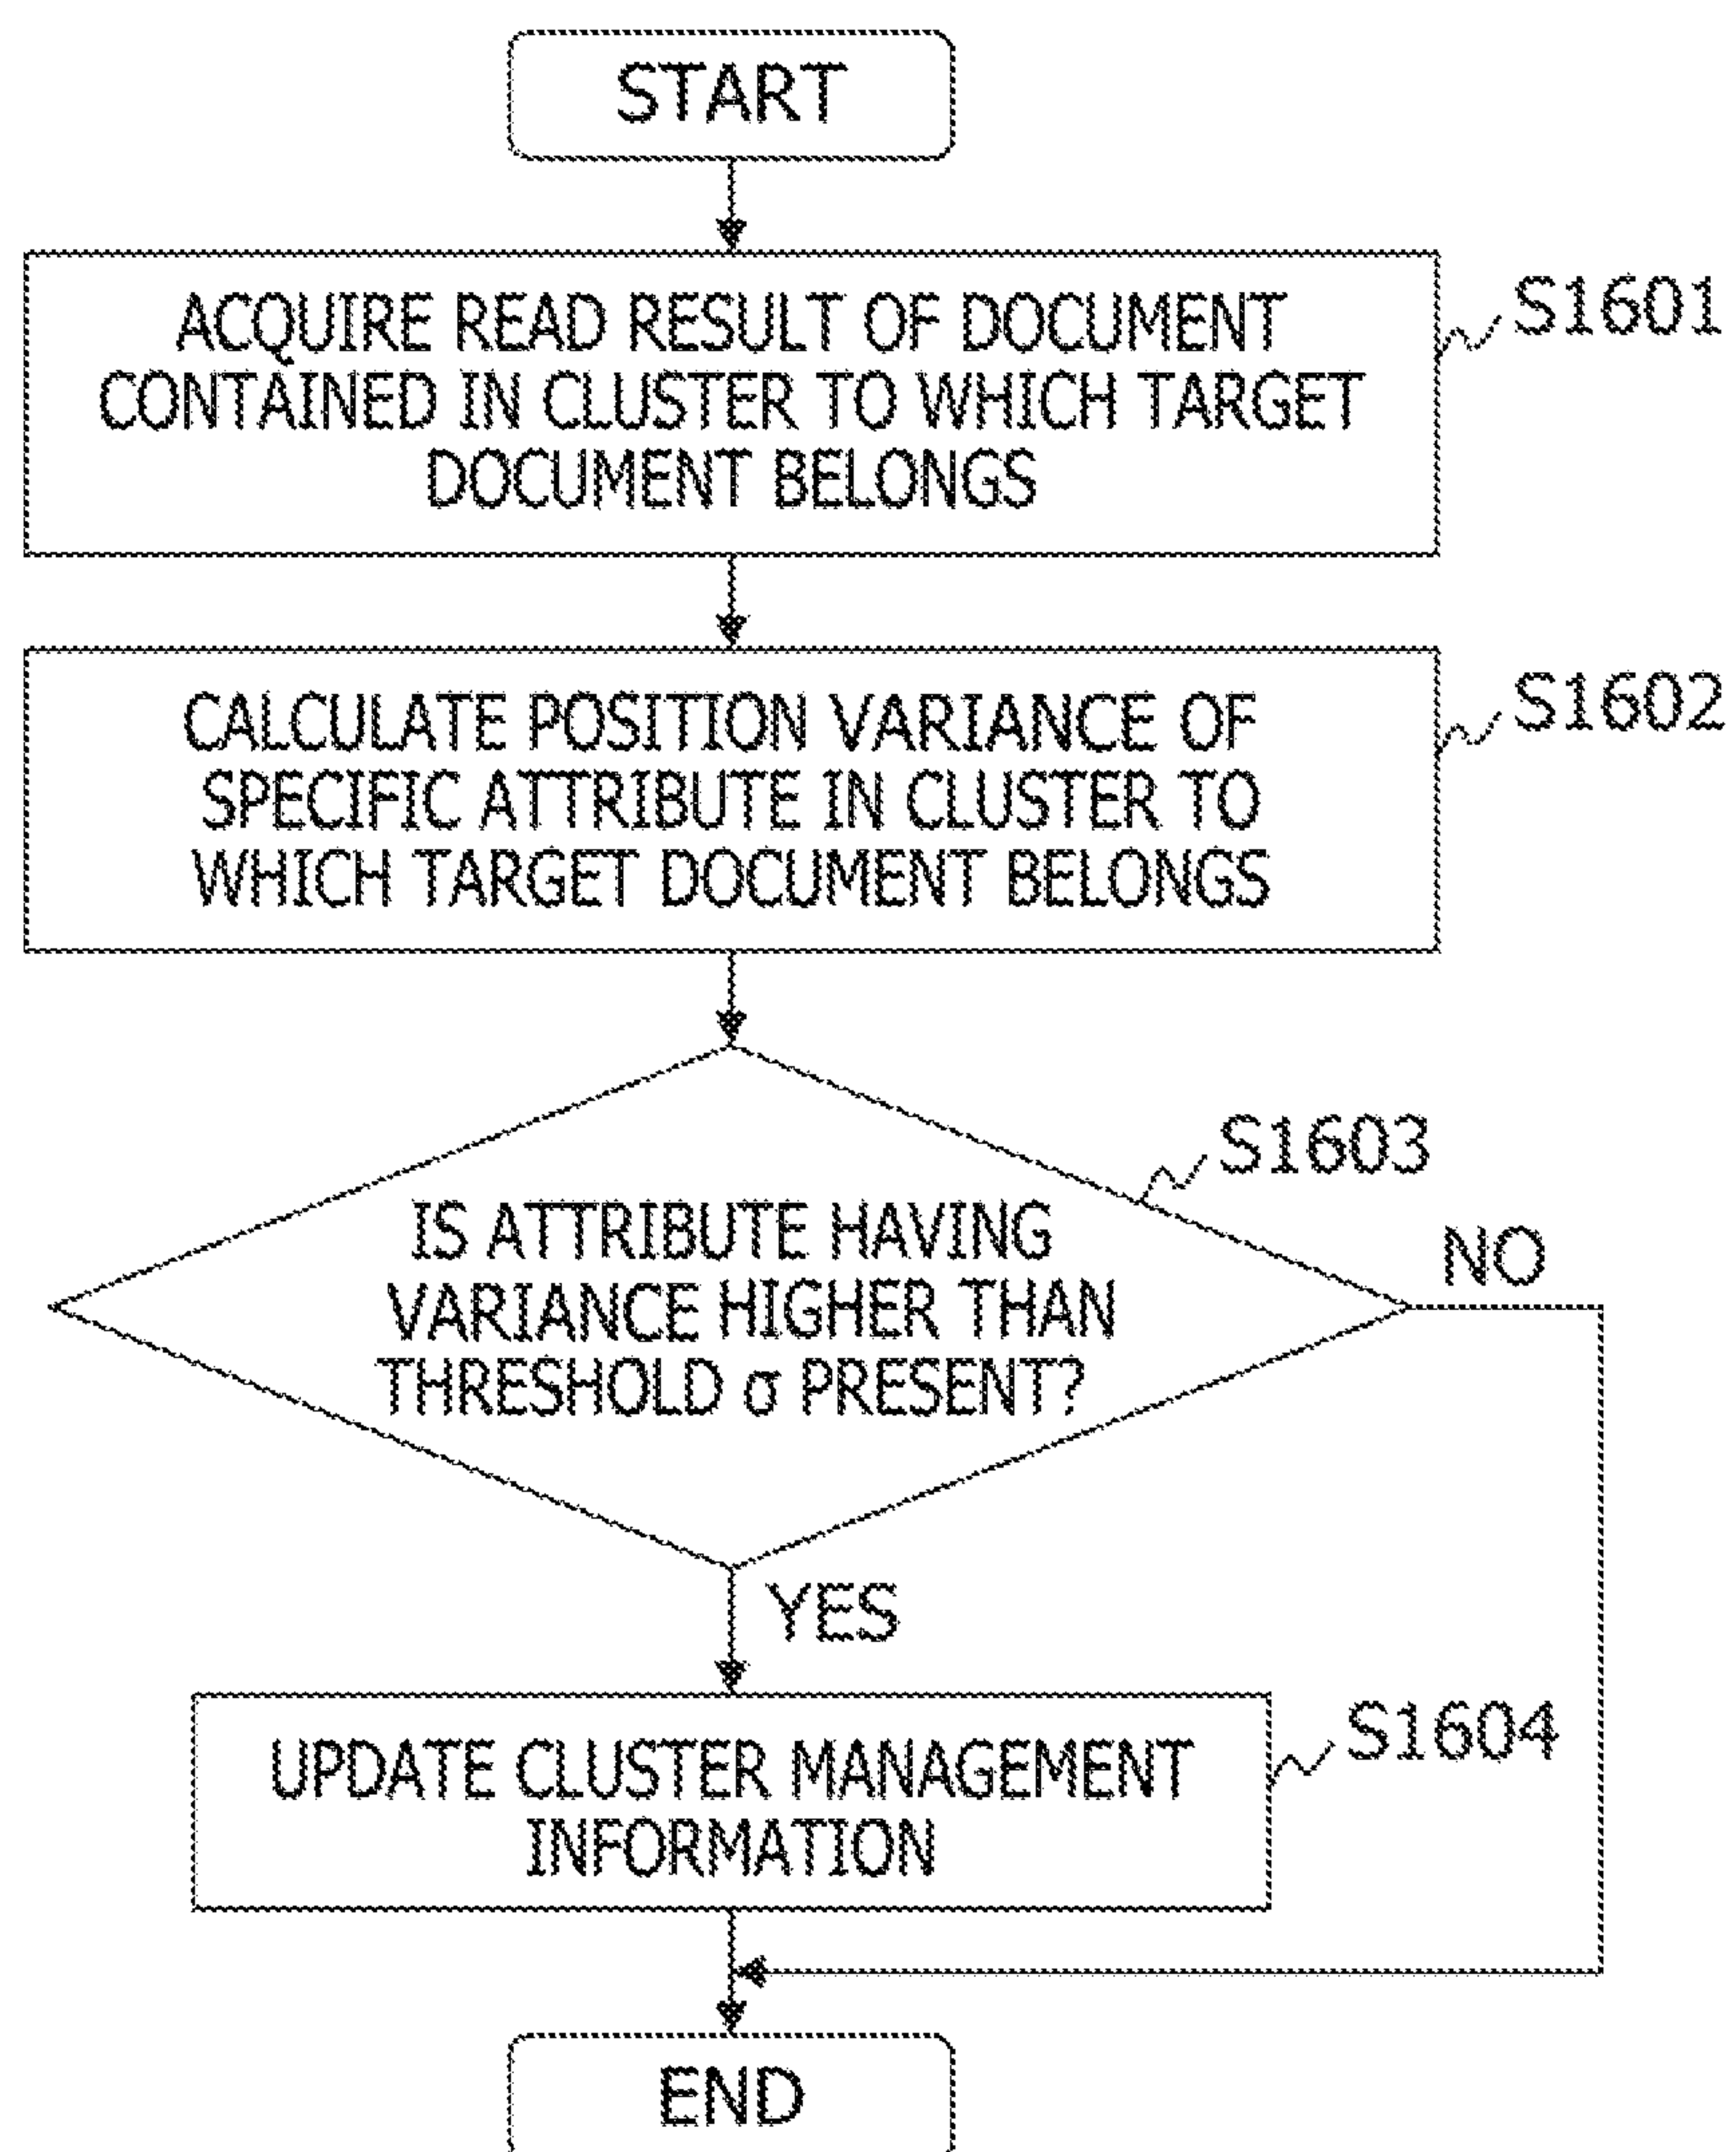 START
ACQUIRE READ RESULT OF DOCUMENT
CONTAINED IN CLUSTER TO WHICH TARGET
DOCUMENT BELONGS
S1601
CALCULATE POSITION VARIANCE OF
SPECIFIC ATTRIBUTE IN CLUSTER TO
WHICH TARGET DOCUMENT BELONGS
S1602
S1603
IS ATTRIBUTE HAVING
VARIANCE HIGHER THAN
THRESHOLD σ PRESENT?
NO
YES
UPDATE CLUSTER MANAGEMENT
INFORMATION
S1604
END